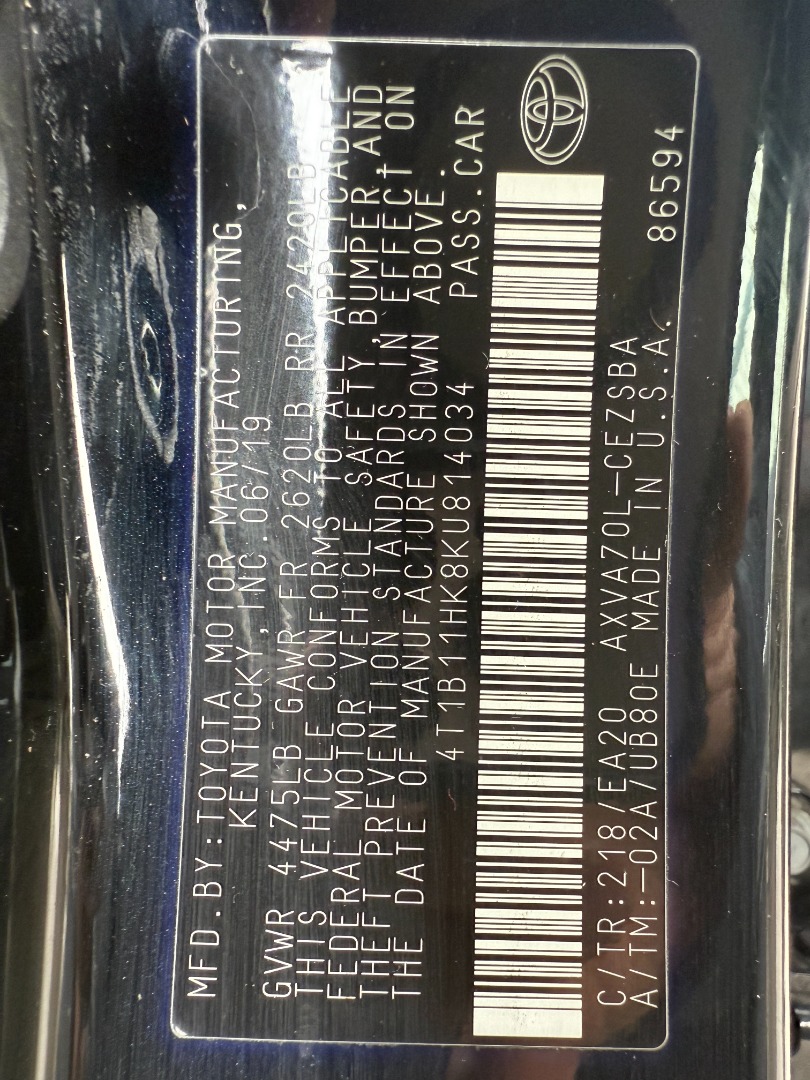 MFD.BY:TOYOTA MOTOR MANUFACTURING,
KENTUCKY,INC.06/19
GVWR 4475LB GAWR FR 2620LB RR 2420LB
THIS VEHICLE CONFORMS TO ALL APPLICABLE
FEDERAL MOTOR VEHICLE SAFETY,BUMPER,AND
THEFT PREVENTION STANDARDS IN EFFECT ON
THE DATE OF MANUFACTURE SHOWN ABOVE.
4T1B11HK8KU814034 PASS.CAR
C/TR:218/EA20 AXVA70L-CEZSBA
A/TM:-02A/UB80E MADE IN U.S.A. 86594